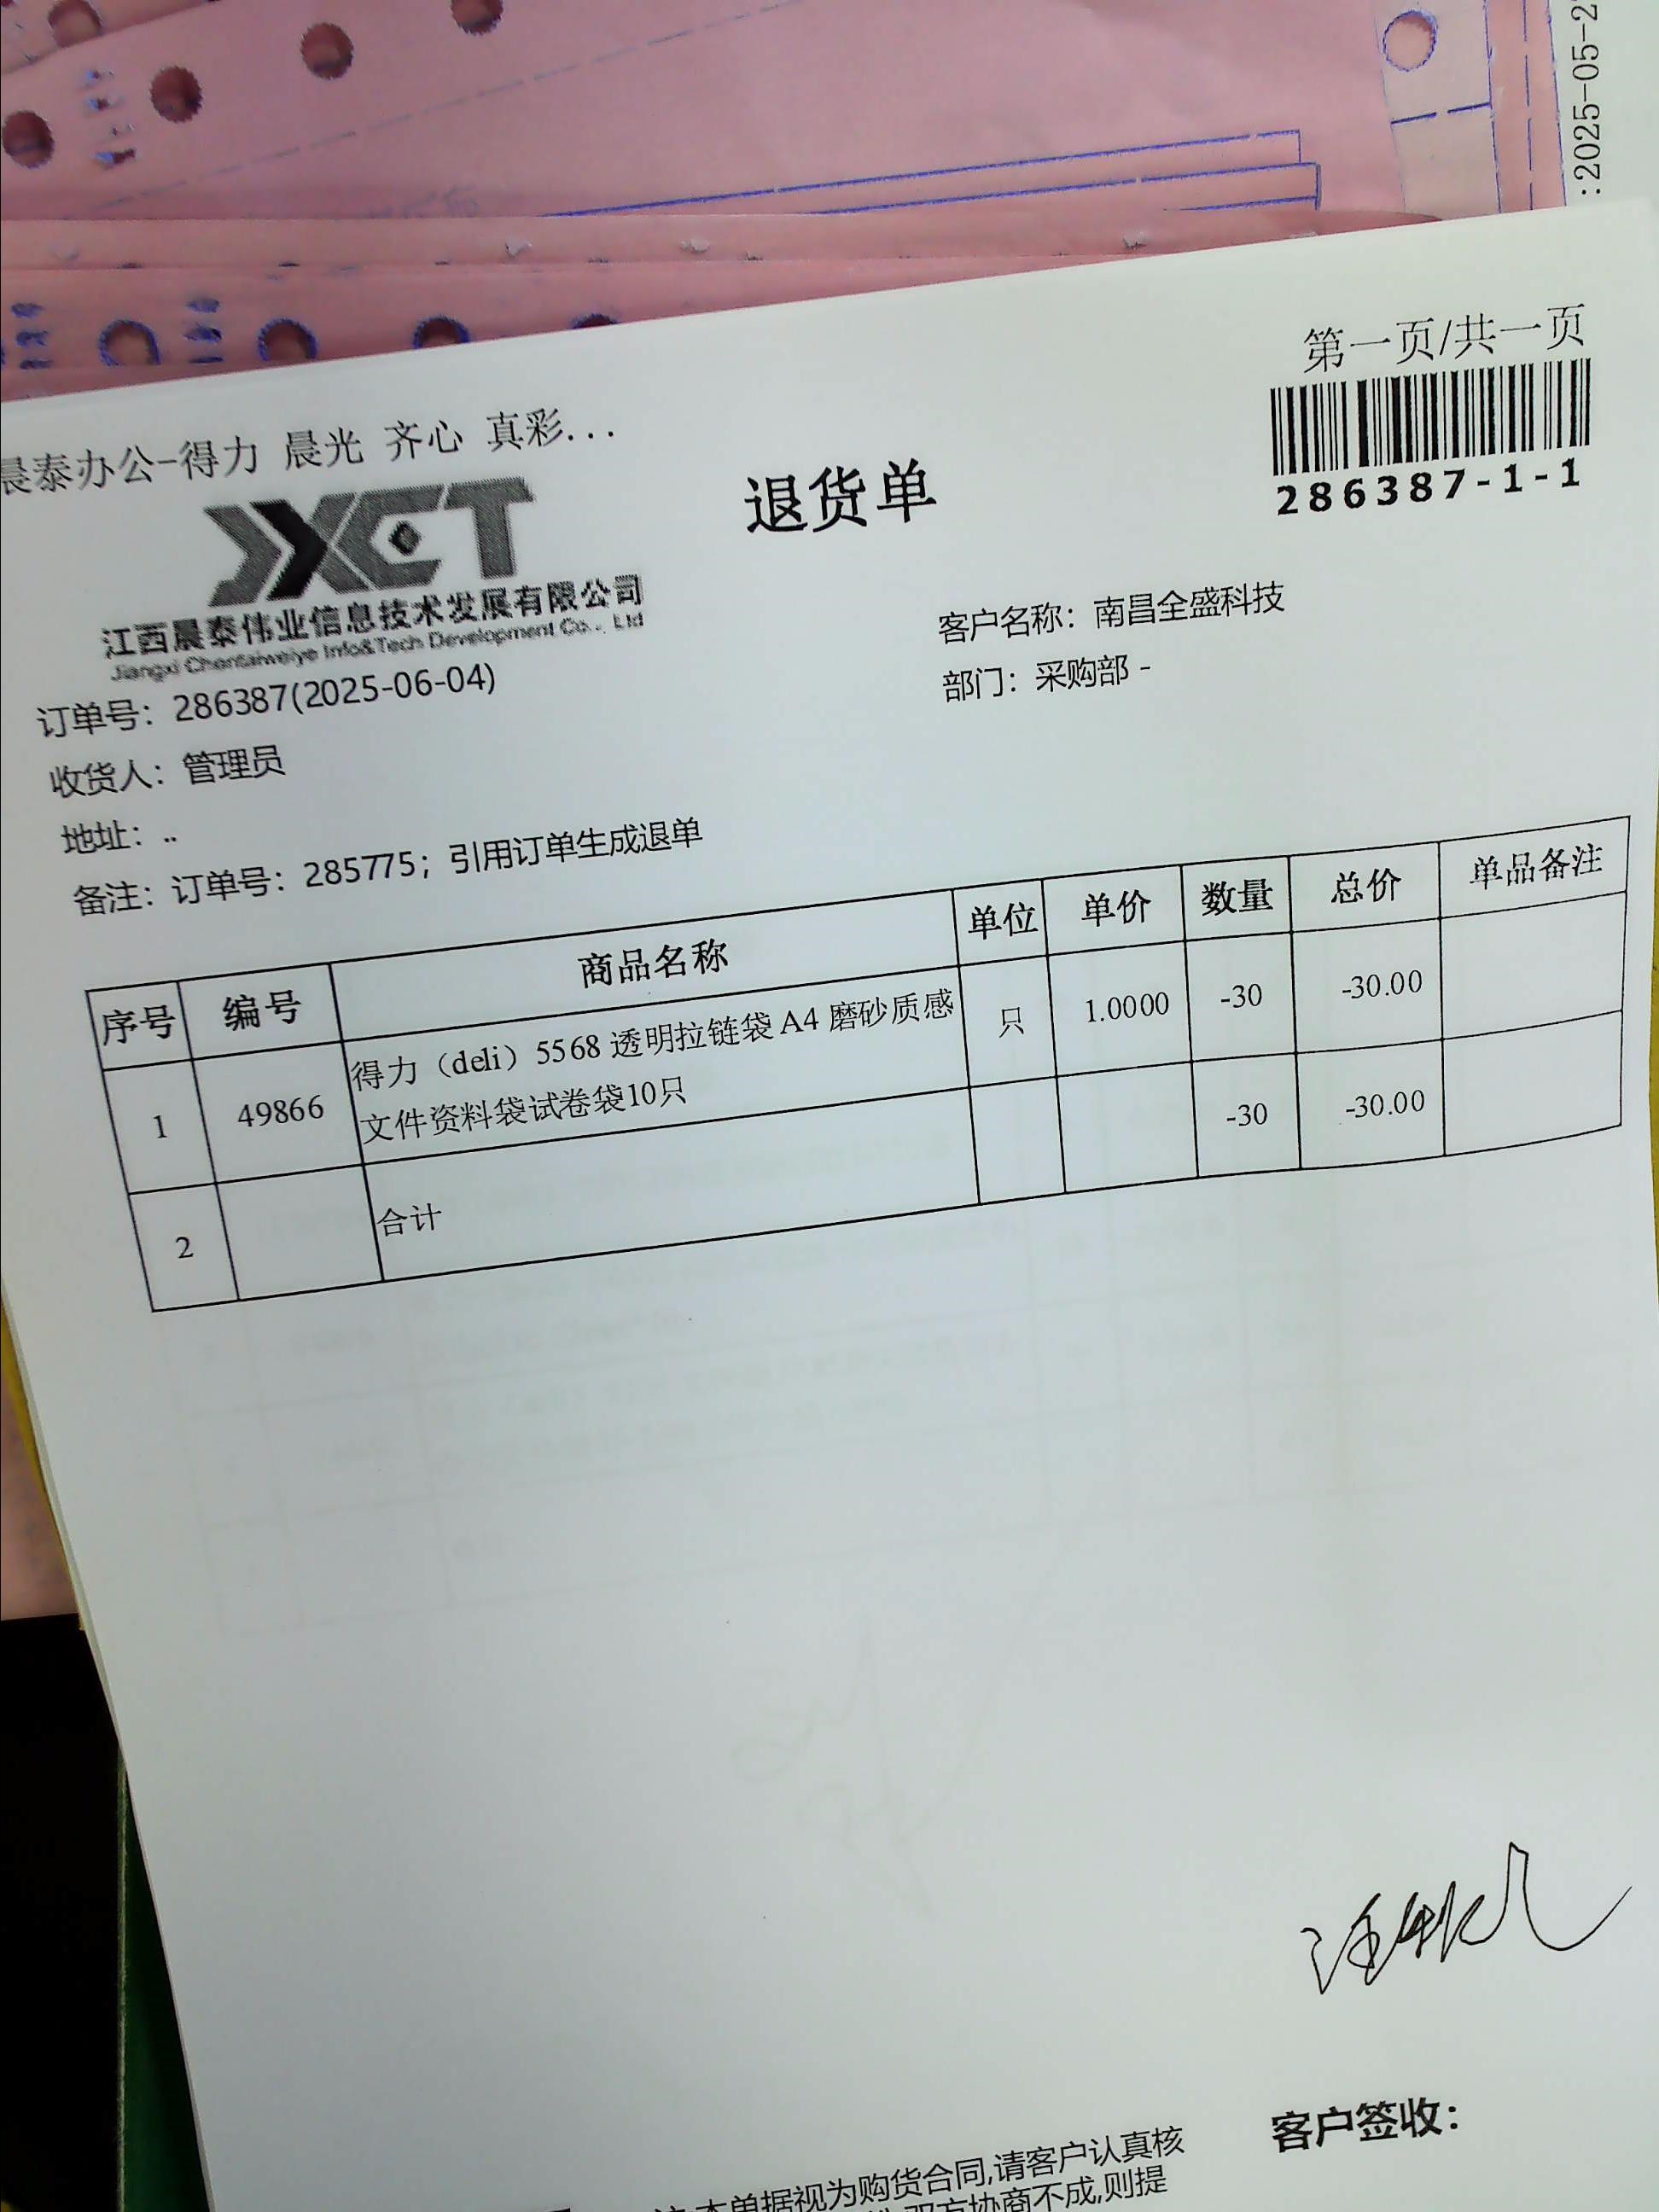 :2025-05-2
第一页/共一页
286387-1-1
晨泰办公-得力 晨光 齐心 真彩...
退货单
JXCT
江西晨泰伟业信息技术发展有限公司
Jiangxi Chentaiweiye Info&Tech Development Co., Ltd
客户名称：南昌全盛科技
部门：采购部 -
订单号：286387(2025-06-04)
收货人：管理员
地址：..
备注：订单号：285775；引用订单生成退单
序号 编号 商品名称 单位 单价 数量 总价 单品备注
1 49866 得力（deli）5568 透明拉链袋 A4 磨砂质感 只 1.0000 -30 -30.00
文件资料袋试卷袋10只
2 合计 -30 -30.00
客户签收：
本单据视为购货合同,请客户认真核
双方协商不成,则提